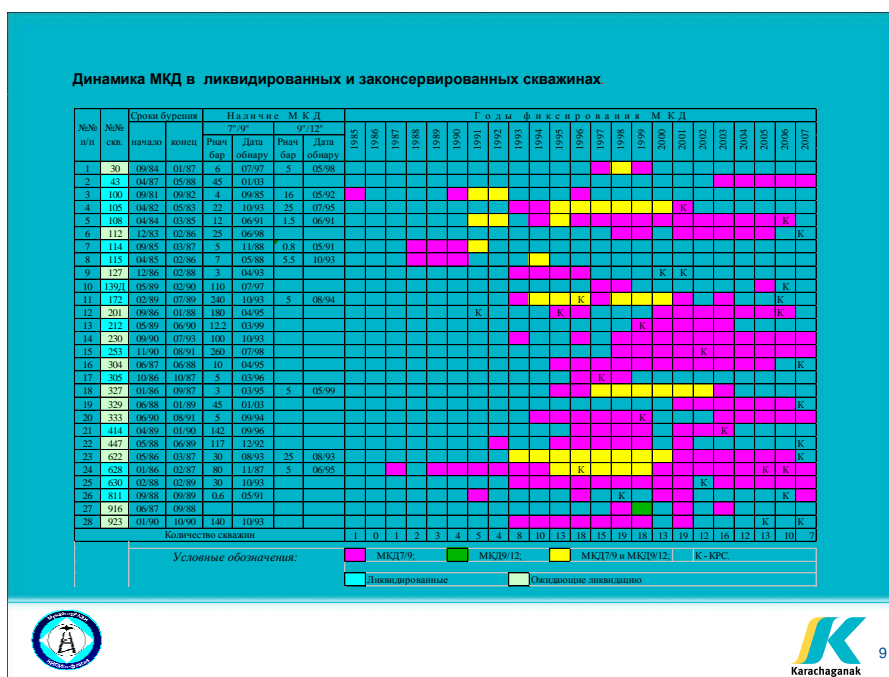 Динамика МКД в ликвидированных и законсервированных скважинах.
№№ п/п №№ скв. Сроки бурения Наличие МКД Годы фиксирования МКД
7"/9" 9"/12"
начало конец Рнач бар Дата обнару Рнач бар Дата обнару 1985 1986 1987 1988 1989 1990 1991 1992 1993 1994 1995 1996 1997 1998 1999 2000 2001 2002 2003 2004 2005 2006 2007
1 30 09/84 01/87 6 07/97 5 05/98
2 43 04/87 05/88 45 01/03
3 100 09/81 09/82 4 09/85 16 05/92
4 105 04/82 05/83 22 10/93 25 07/95 К
5 108 04/84 03/85 12 06/91 1.5 06/91 К
6 112 12/83 02/86 25 06/98 К
7 114 09/85 03/87 5 11/88 0.8 05/91
8 115 04/85 02/86 7 05/88 5.5 10/93
9 127 12/86 02/88 3 04/93 К К
10 139Д 05/89 02/90 110 07/97 К
11 172 02/89 07/89 240 10/93 5 08/94 К К
12 201 09/86 01/88 180 04/95 К К К
13 212 05/89 06/90 12.2 03/99 К
14 230 09/90 07/93 100 10/93
15 253 11/90 08/91 260 07/98 К
16 304 06/87 06/88 10 04/95 К
17 305 10/86 10/87 5 03/96 К
18 327 01/86 09/87 3 03/95 5 05/99
19 329 06/88 01/89 45 01/03 К
20 333 06/90 08/91 5 09/94 К
21 414 04/89 01/90 142 09/96 К
22 447 05/88 06/89 117 12/92 К
23 622 05/86 03/87 30 08/93 25 08/93 К
24 628 01/86 02/87 80 11/87 5 06/95 К К К
25 630 02/88 02/89 30 10/93 К
26 811 09/88 09/89 0.6 05/91 К К
27 916 06/87 09/88
28 923 01/90 10/90 140 10/93 К К
Количество скважин 1 0 1 2 3 4 5 4 8 10 13 18 16 19 18 13 19 12 16 12 13 10 7
Условные обозначения: МКД7/9; МКД9/12; МКД7/9 и МКД9/12; К - КРС.
Ликвидированные Ожидающие ликвидацию
Karachaganak
9